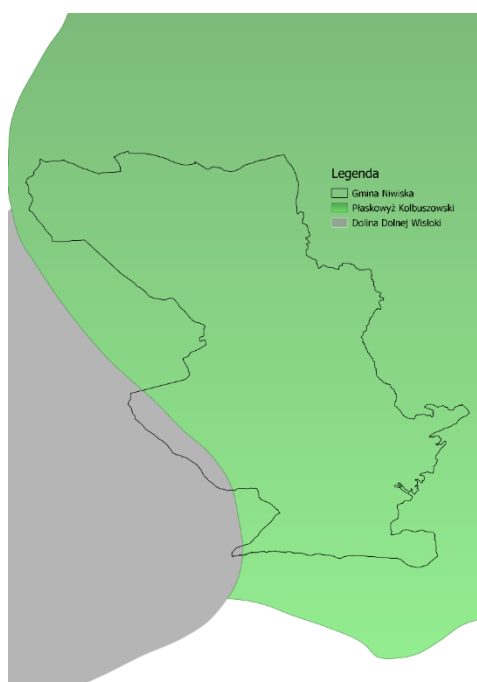 Legenda
Gmina Niwiska
Płaskowyż Kolbuszowski
Dolina Dolnej Wisłoki